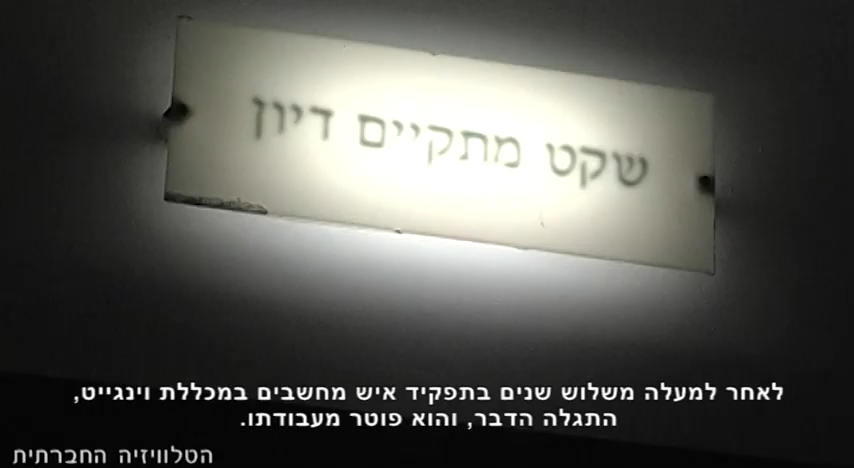 שקט מתקיים דיון
לאחר למעלה משלוש שנים בתפקיד איש מחשבים במכללת וינגייט,
התגלה הדבר, והוא פוטר מעבודתו.
הטלוויזיה החברתית